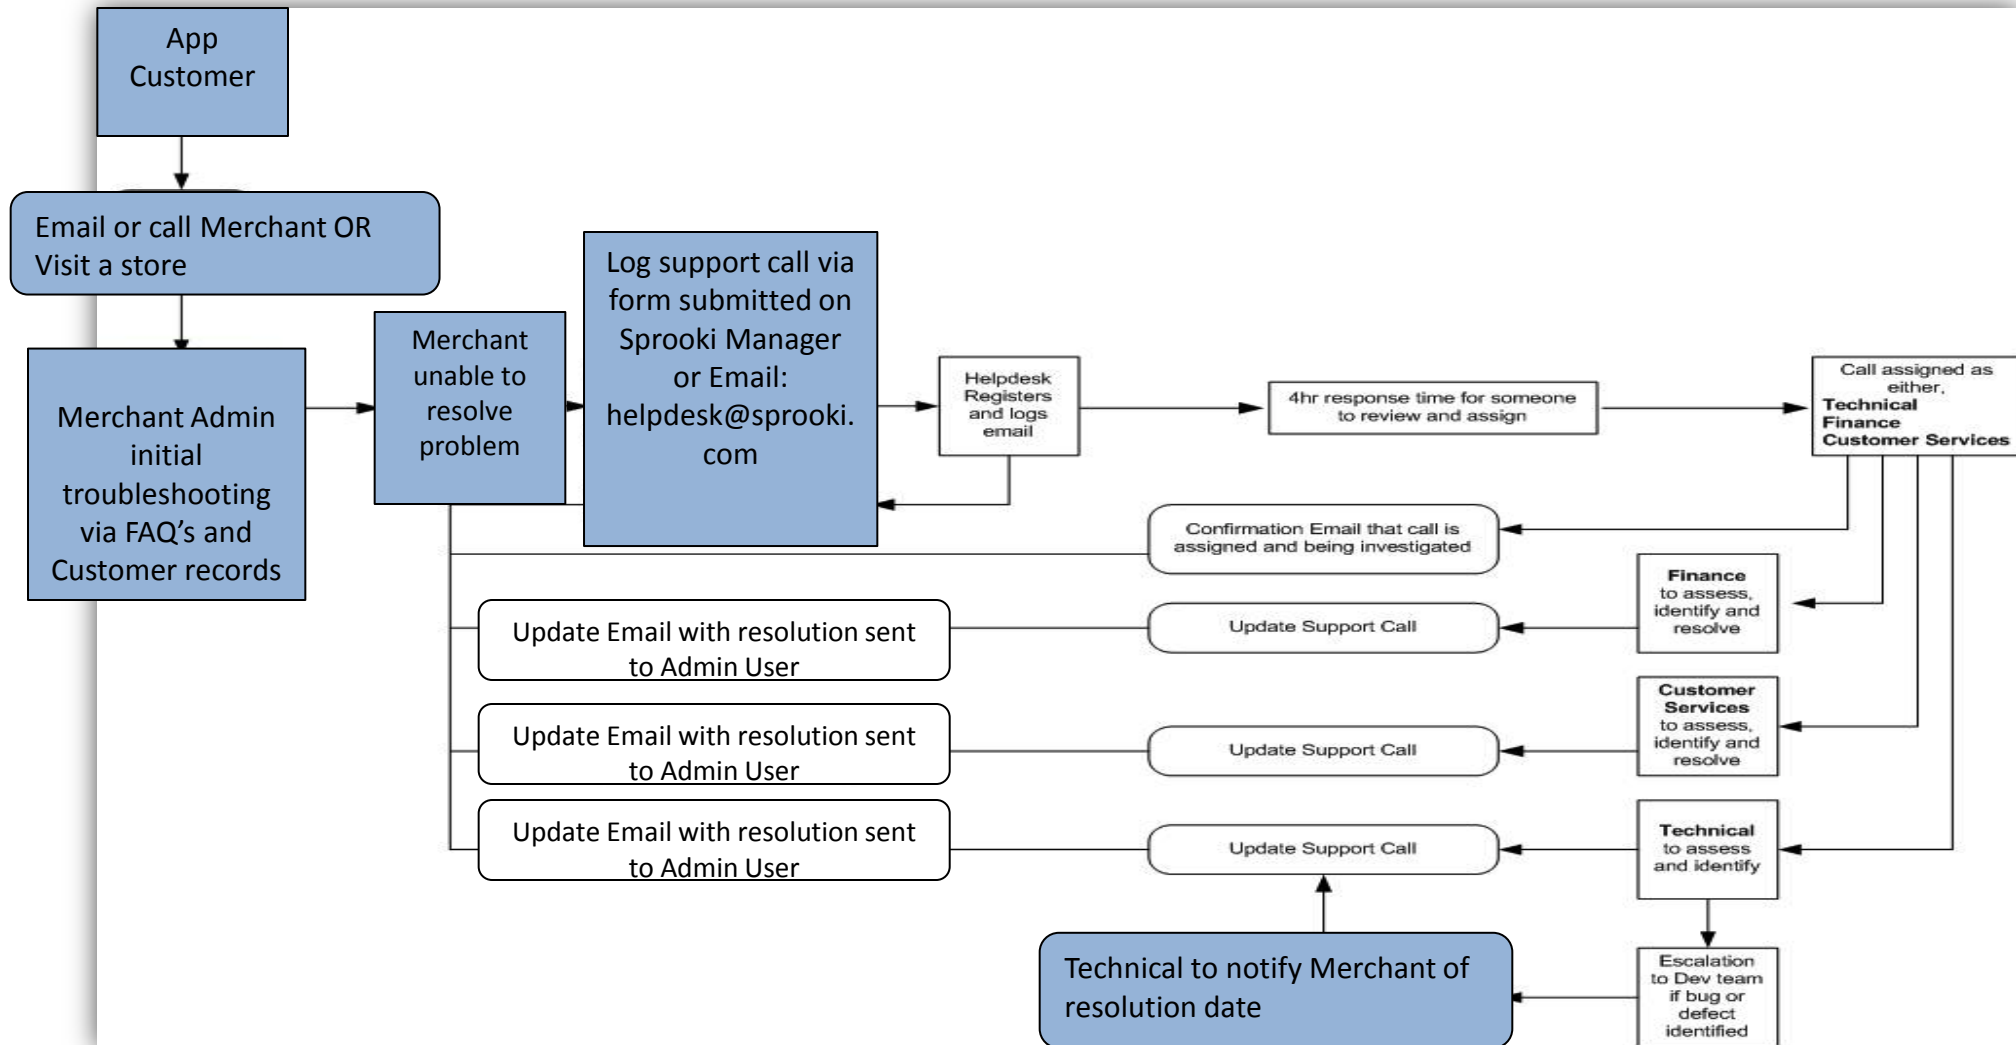 App
Customer
Email or call Merchant OR
Visit a store
Merchant Admin
initial
troubleshooting
via FAQ’s and
Customer records
Merchant
unable to
resolve
problem
Log support call via
form submitted on
Sprooki Manager
or Email:
helpdesk@sprooki.
com
Helpdesk
Registers
and logs
email
4hr response time for someone
to review and assign
Call assigned as
either,
Technical
Finance
Customer Services
Confirmation Email that call is
assigned and being investigated
Finance
to assess,
identify and
resolve
Update Support Call
Update Email with resolution sent
to Admin User
Customer
Services
to assess,
identify and
resolve
Update Support Call
Update Email with resolution sent
to Admin User
Technical
to assess
and identify
Update Support Call
Update Email with resolution sent
to Admin User
Technical to notify Merchant of
resolution date
Escalation
to Dev team
if bug or
defect
identified